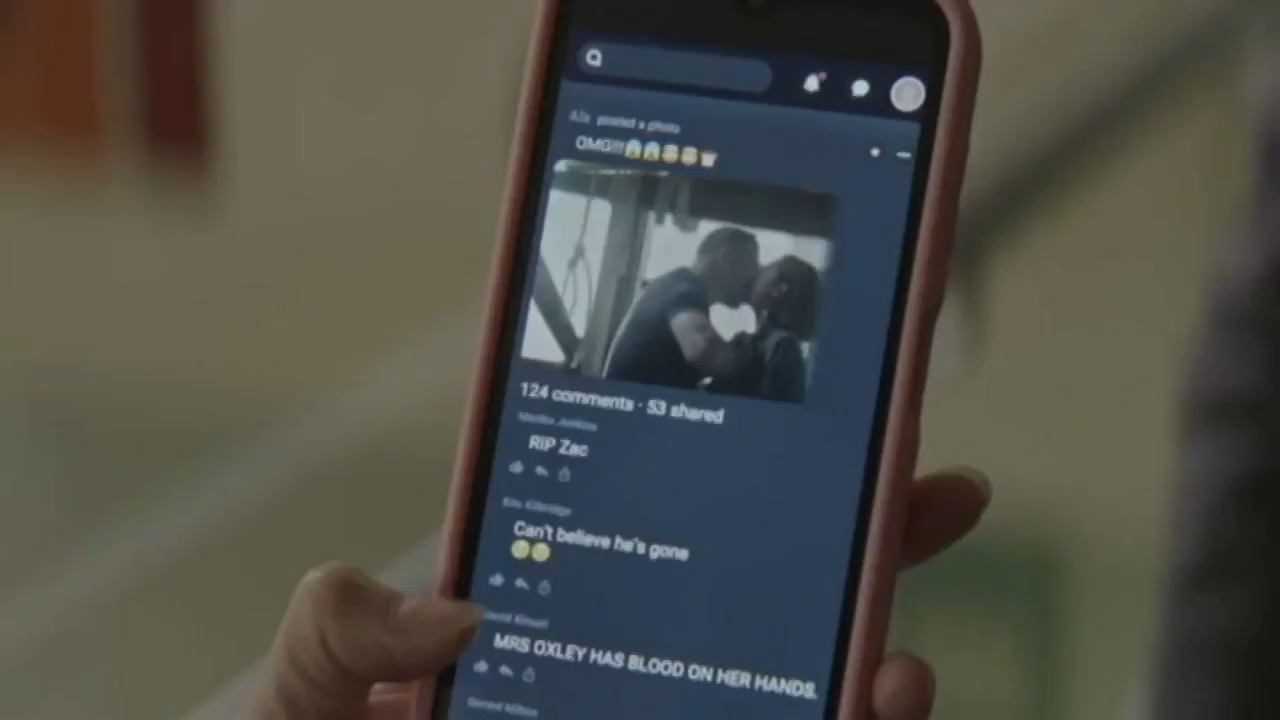 posted a photo
OMG!!!😱😱
124 comments · 53 shared
RIP Zac
Can't believe he's gone
MRS OXLEY HAS BLOOD ON HER HANDS.